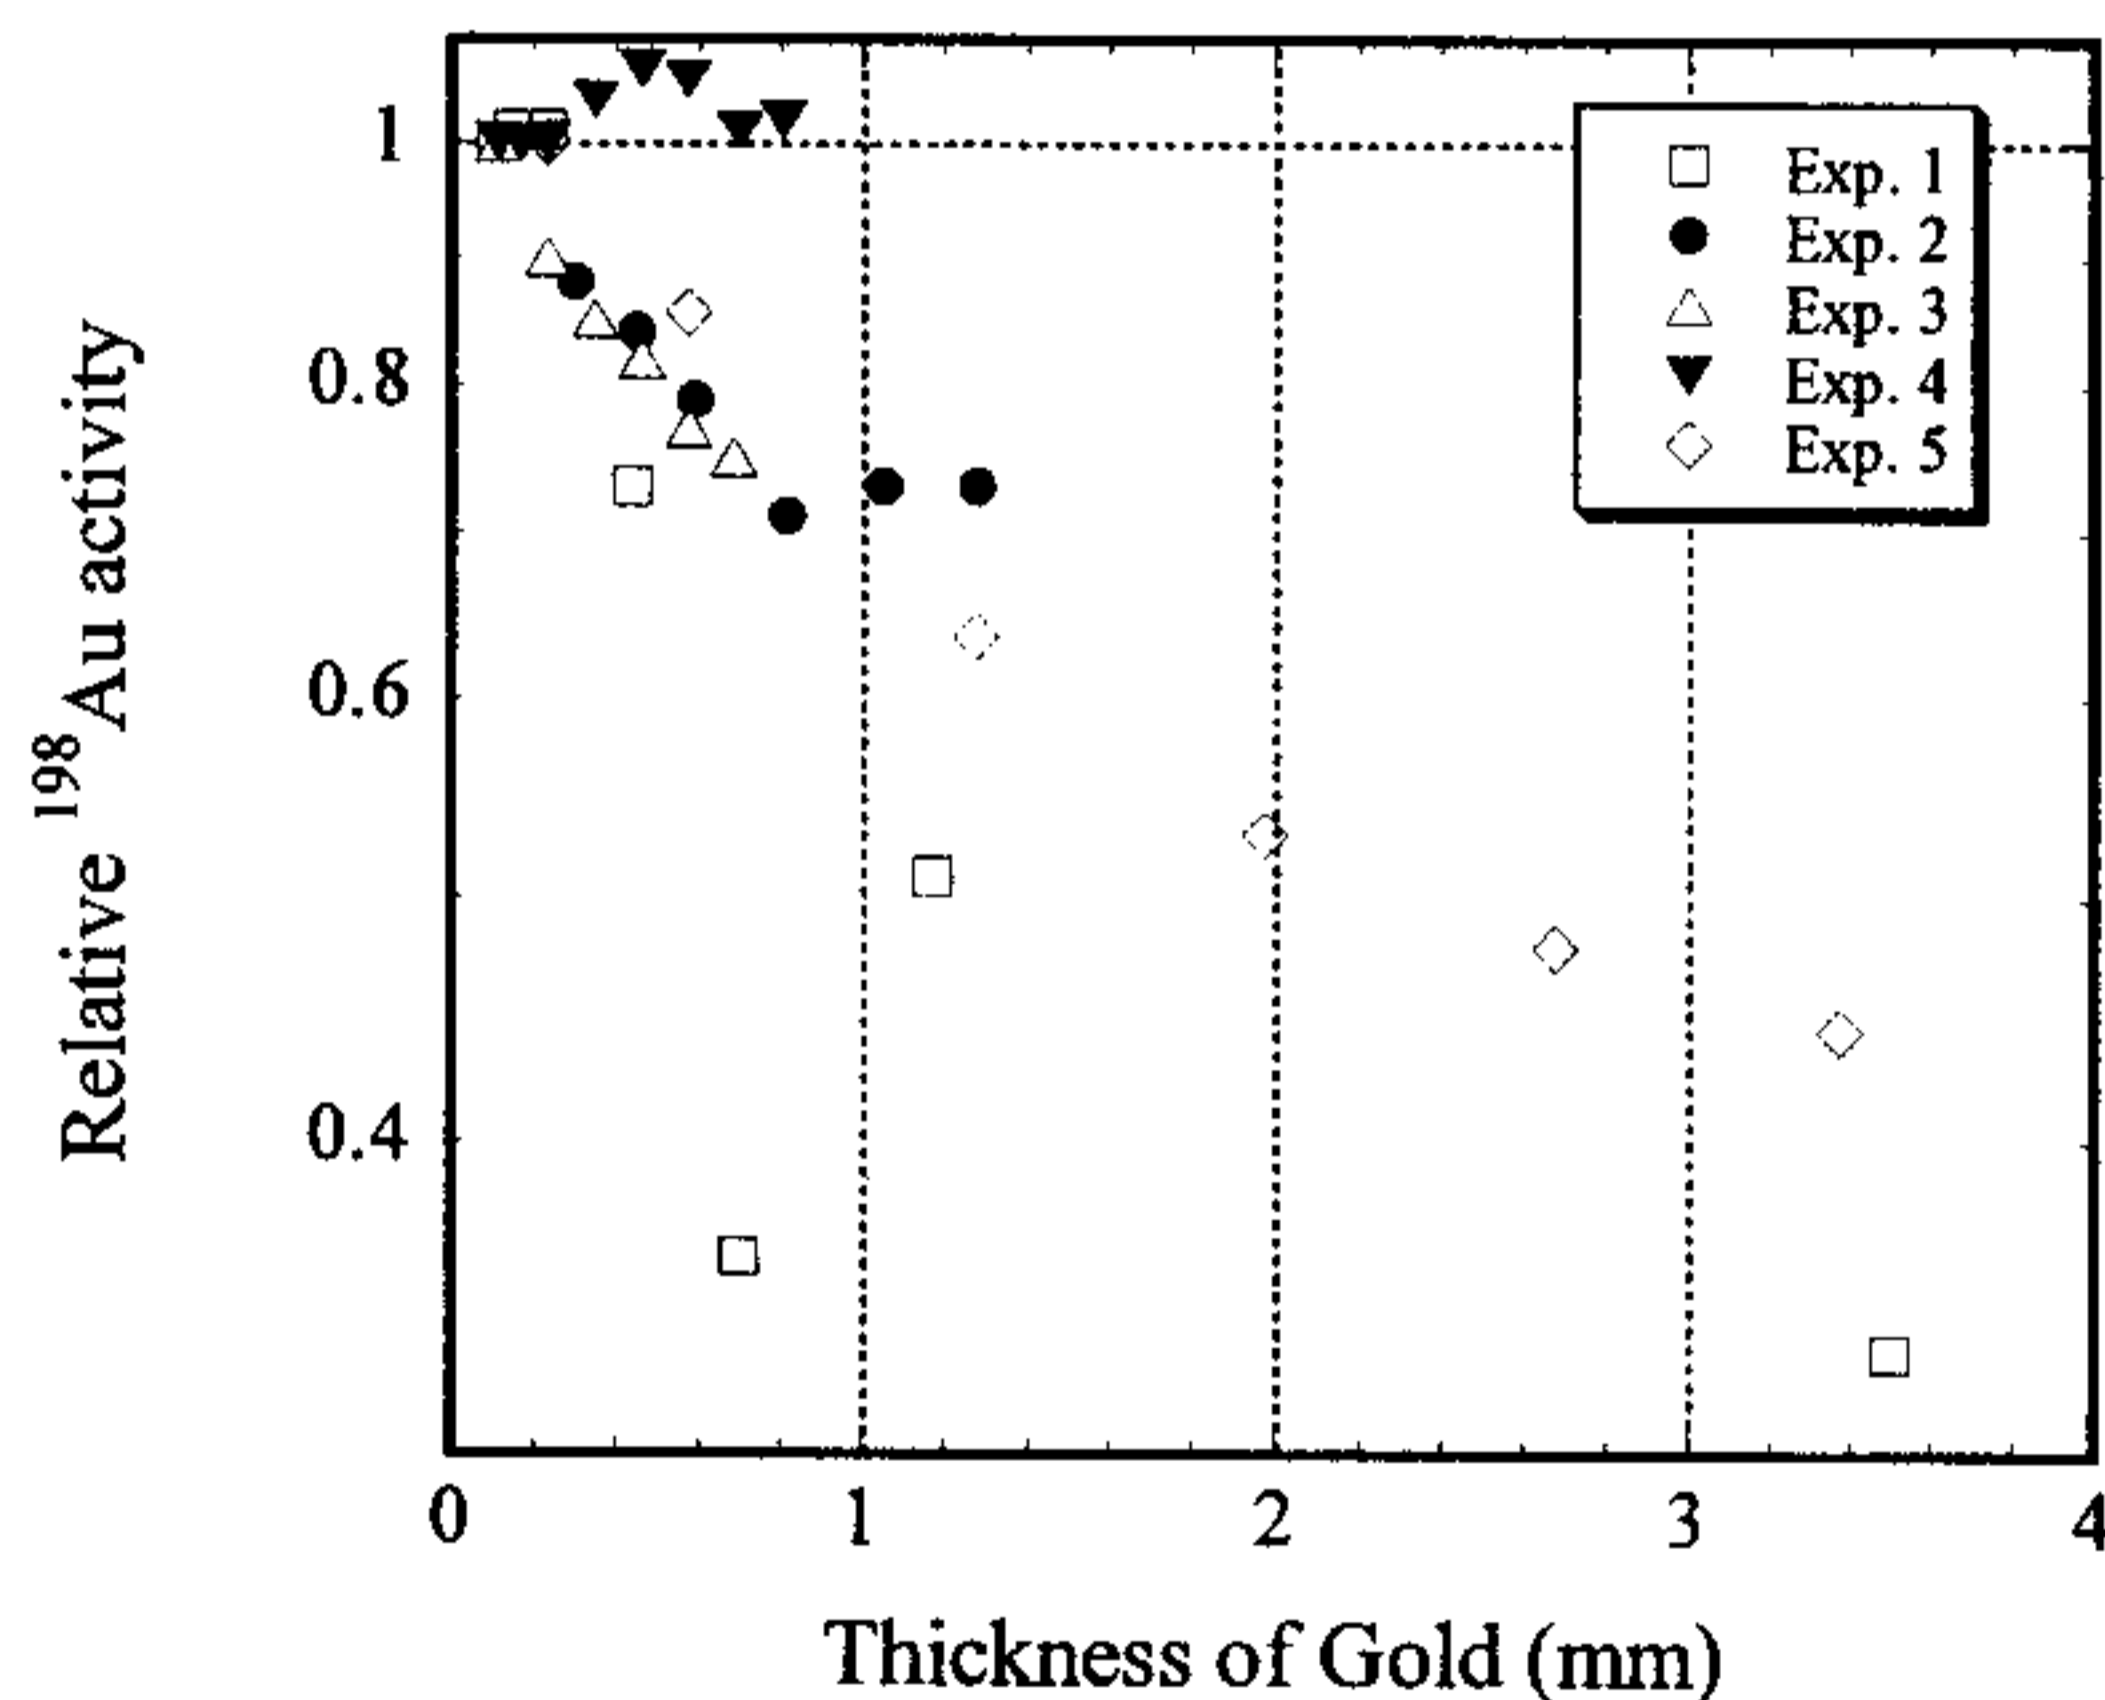 Relative ¹⁹⁸Au activity
1
0.8
0.6
0.4
Exp. 1
Exp. 2
Exp. 3
Exp. 4
Exp. 5
0 1 2 3 4
Thickness of Gold (mm)